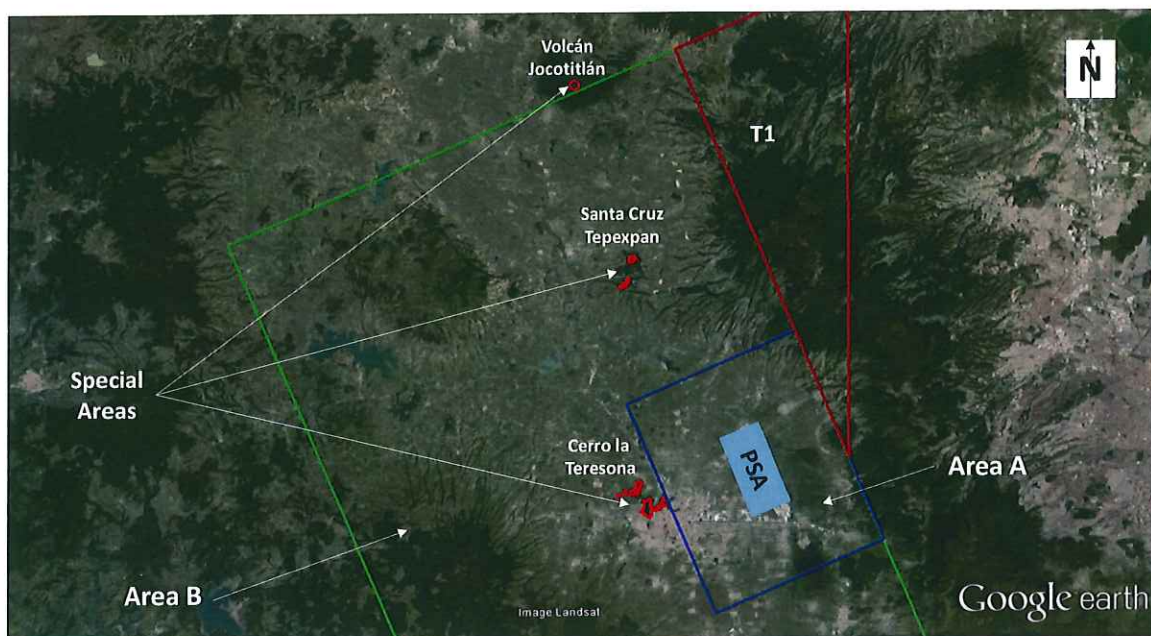 Volcán
Jocotitlán
N
T1
Santa Cruz
Tepexpan
Special
Areas
Cerro la
Teresona
PSA
Area A
Area B
Image Landsat
Google earth